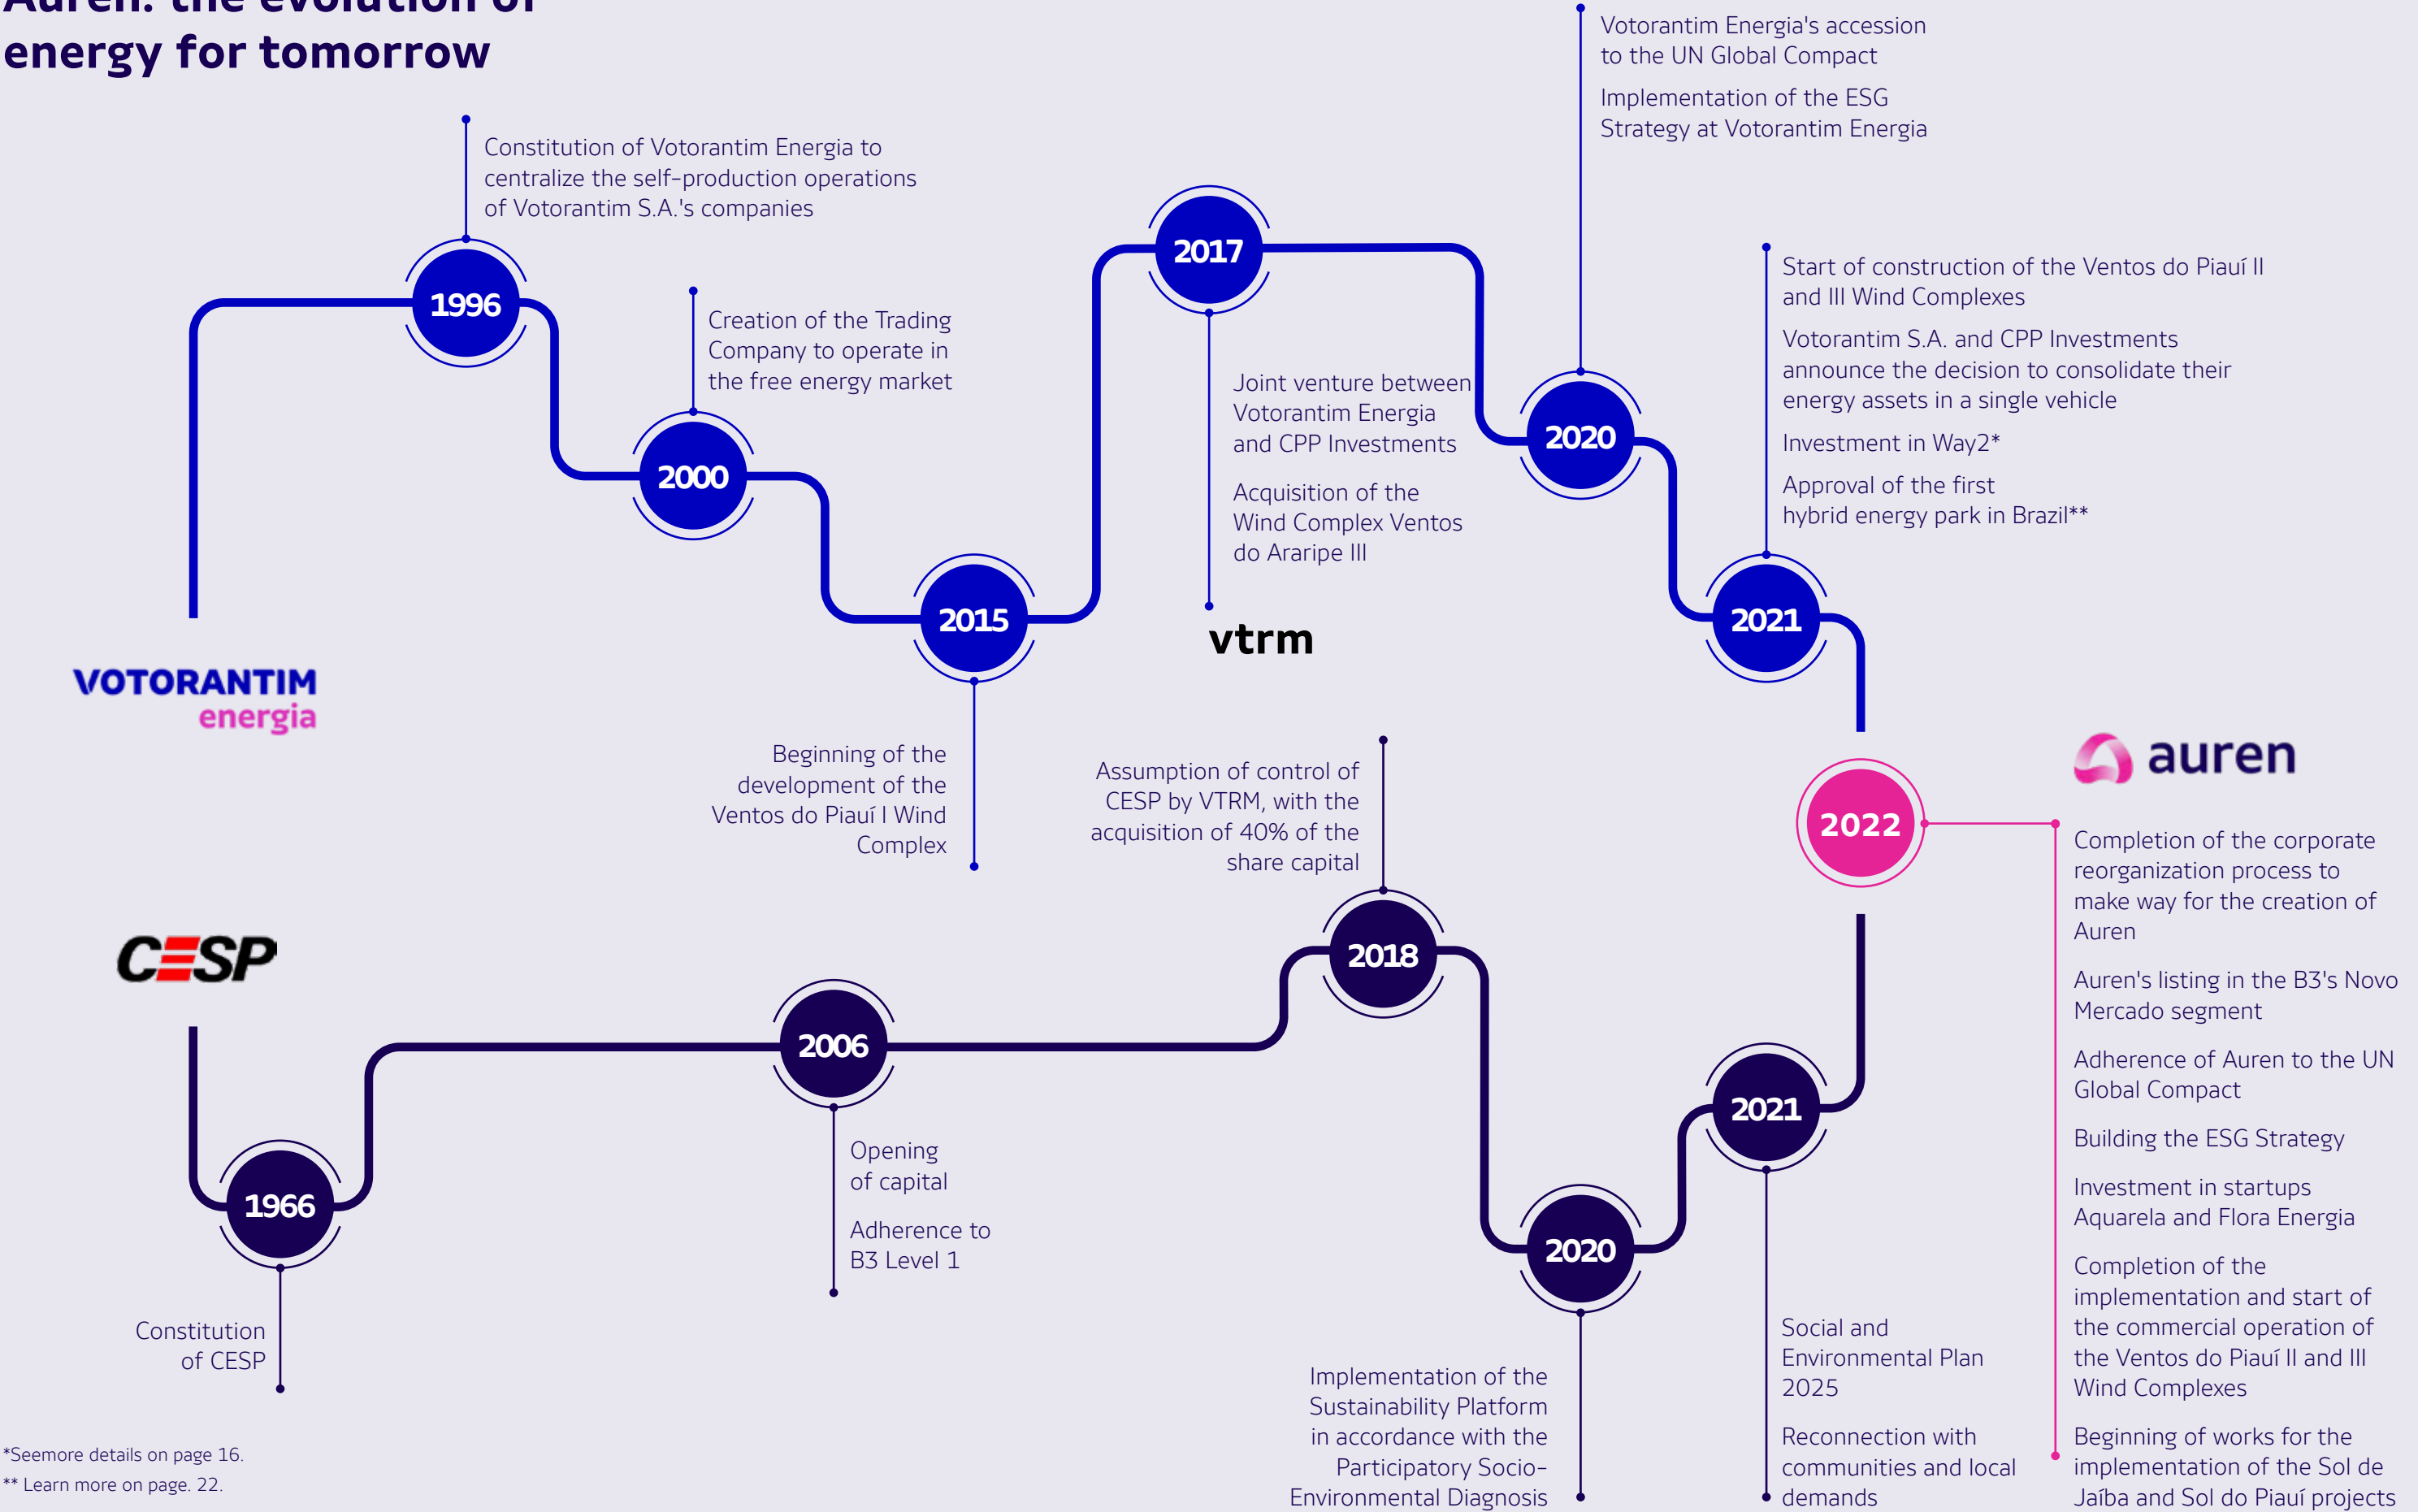 Auren: the evolution of
energy for tomorrow
Votorantim Energia's accession
to the UN Global Compact
Implementation of the ESG
Strategy at Votorantim Energia
Constitution of Votorantim Energia to
centralize the self-production operations
of Votorantim S.A.'s companies
1996
Creation of the Trading
Company to operate in
the free energy market
2000
2015
Beginning of the
development of the
Ventos do Piauí I Wind
Complex
2017
Joint venture between
Votorantim Energia
and CPP Investments
Acquisition of the
Wind Complex Ventos
do Araripe III
vtrm
2020
Start of construction of the Ventos do Piauí II
and III Wind Complexes
Votorantim S.A. and CPP Investments
announce the decision to consolidate their
energy assets in a single vehicle
Investment in Way2*
Approval of the first
hybrid energy park in Brazil**
2021
VOTORANTIM
energia
CESP
1966
Constitution
of CESP
2006
Opening
of capital
Adherence to
B3 Level 1
Assumption of control of
CESP by VTRM, with the
acquisition of 40% of the
share capital
2018
2020
Implementation of the
Sustainability Platform
in accordance with the
Participatory Socio-
Environmental Diagnosis
2021
Social and
Environmental Plan
2025
Reconnection with
communities and local
demands
2022
auren
Completion of the corporate
reorganization process to
make way for the creation of
Auren
Auren's listing in the B3's Novo
Mercado segment
Adherence of Auren to the UN
Global Compact
Building the ESG Strategy
Investment in startups
Aquarela and Flora Energia
Completion of the
implementation and start of
the commercial operation of
the Ventos do Piauí II and III
Wind Complexes
Beginning of works for the
implementation of the Sol de
Jaíba and Sol do Piauí projects
*Seemore details on page 16.
** Learn more on page. 22.